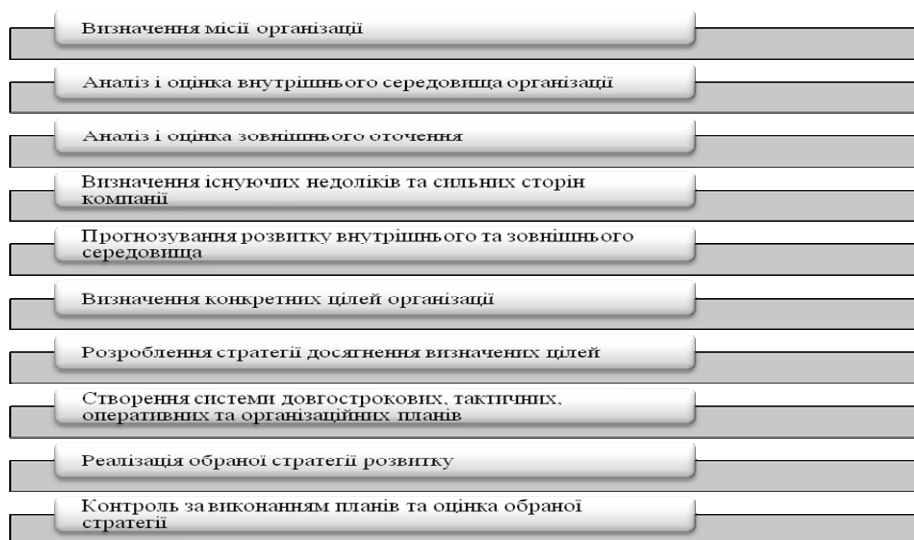 Визначення місії організації
Аналіз і оцінка внутрішнього середовища організації
Аналіз і оцінка зовнішнього оточення
Визначення існуючих недоліків та сильних сторін
компанії
Прогнозування розвитку внутрішнього та зовнішнього
середовища
Визначення конкретних цілей організації
Розроблення стратегії досягнення визначених цілей
Створення системи довгострокових, тактичних,
оперативних та організаційних планів
Реалізація обраної стратегії розвитку
Контроль за виконанням планів та оцінка обраної
стратегії